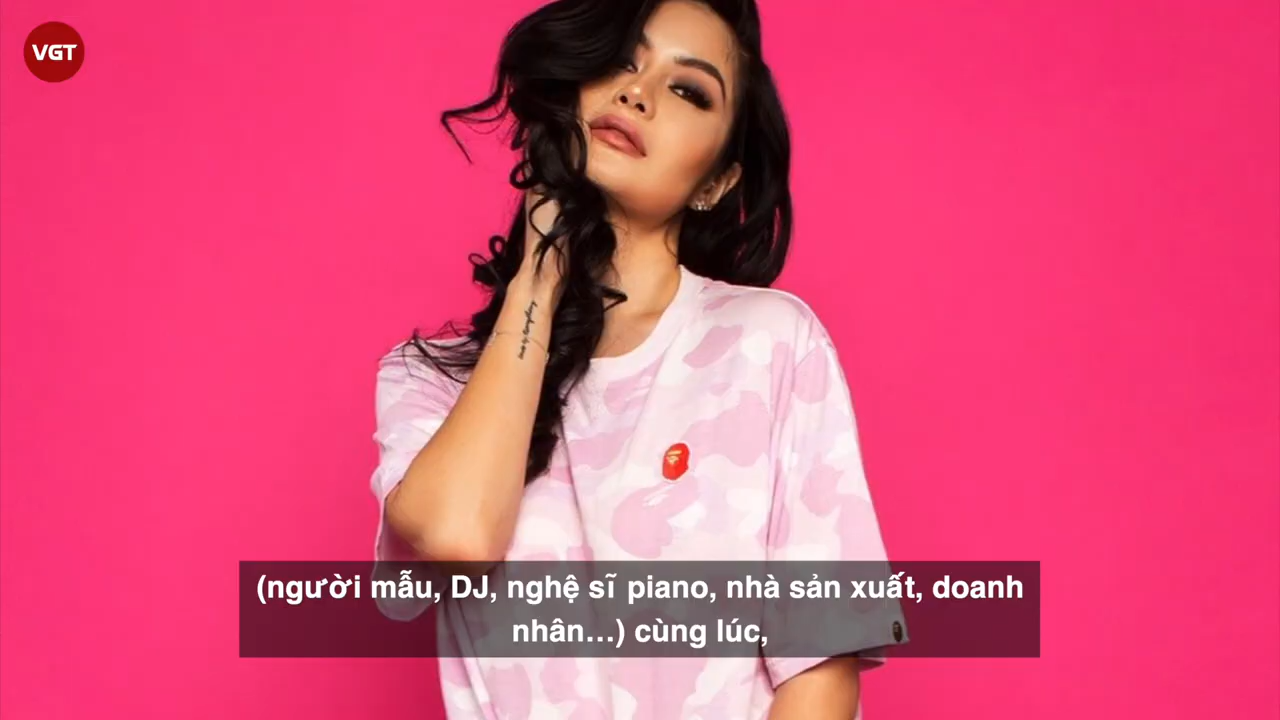 VGT
(người mẫu, DJ, nghệ sĩ piano, nhà sản xuất, doanh
nhân...) cùng lúc,